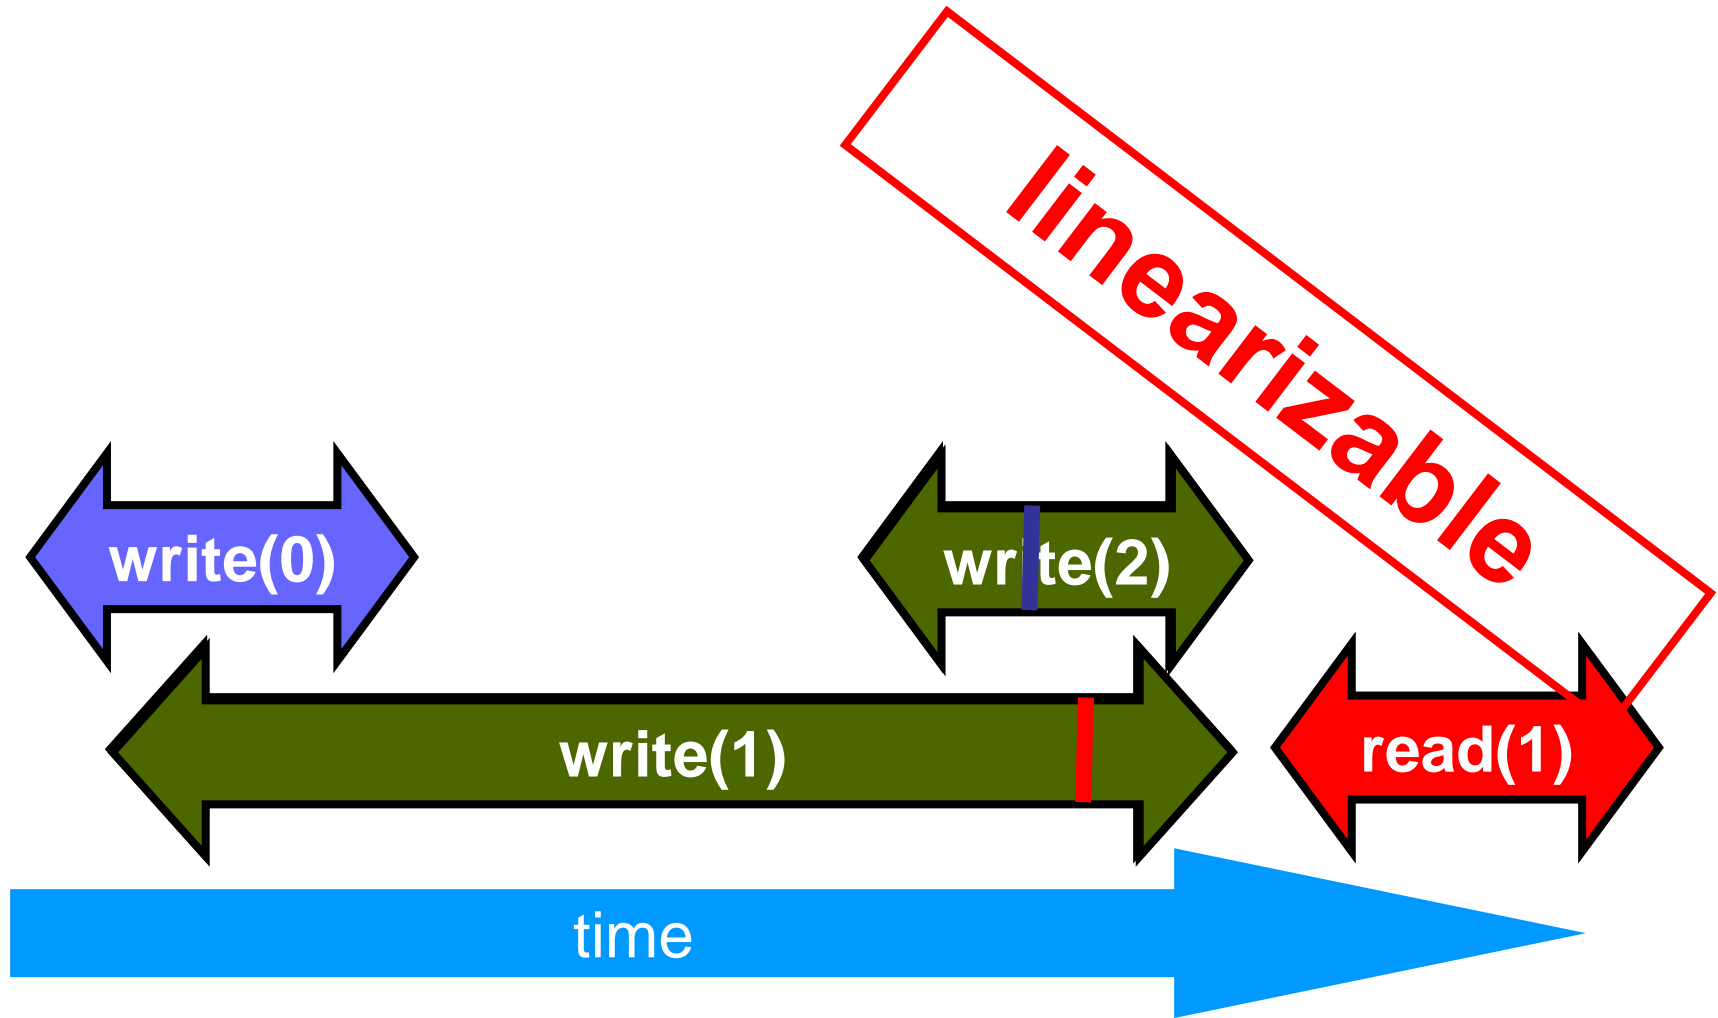 linearizable
write(0)
write(2)
write(1)
read(1)
time